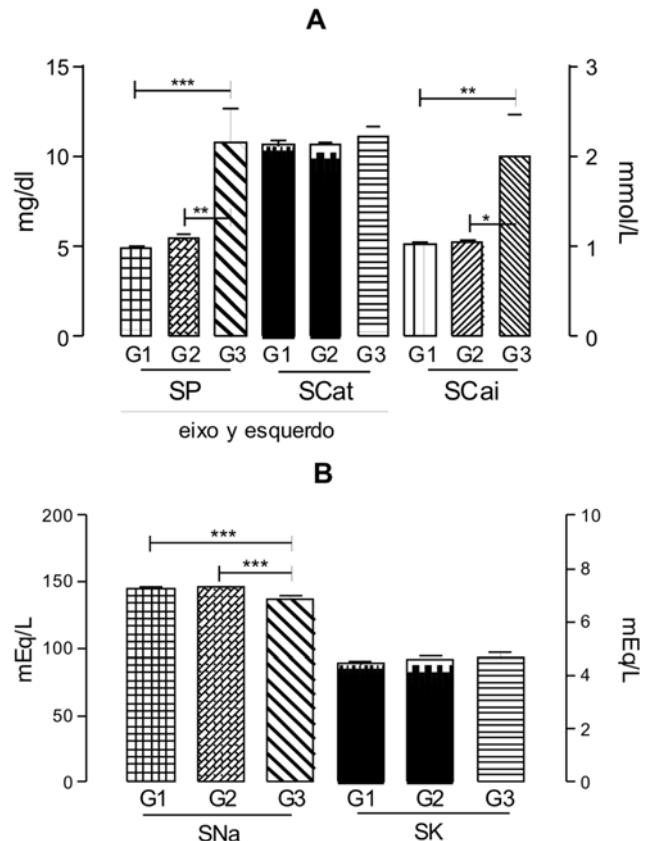 A
15
10
5
0
mg/dl
3
2
1
0
mmol/L
***
**
**
*
G1 G2 G3 G1 G2 G3 G1 G2 G3
SP SCat SCai
eixo y esquerdo
B
200
150
100
50
0
mEq/L
10
8
6
4
2
0
mEq/L
***
***
G1 G2 G3 G1 G2 G3
SNa SK